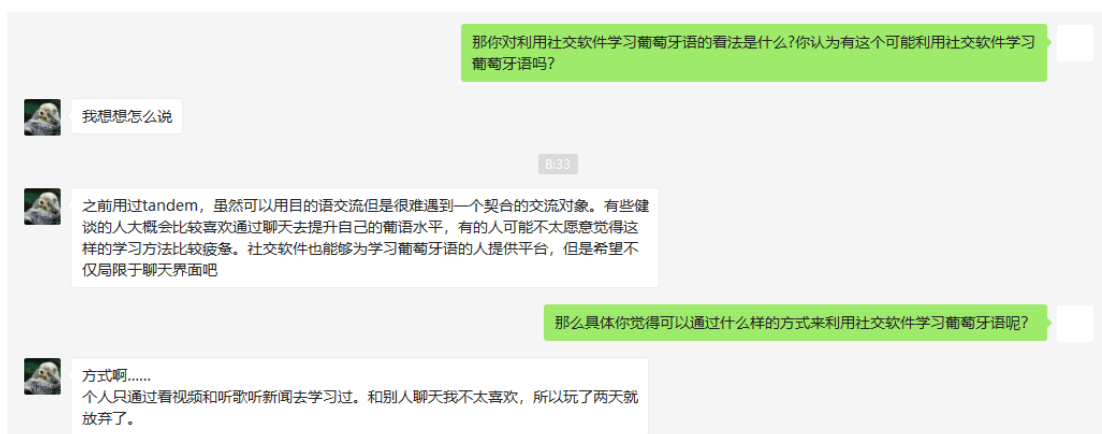 那你对利用社交软件学习葡萄牙语的看法是什么?你认为有这个可能利用社交软件学习
葡萄牙语吗?
我想想怎么说
8:33
之前用过tandem，虽然可以用目的语交流但是很难遇到一个契合的交流对象。有些健
谈的人大概会比较喜欢通过聊天去提升自己的葡语水平，有的人可能不太愿意觉得这
样的学习方法比较疲惫。社交软件也能够为学习葡萄牙语的人提供平台，但是希望不
仅局限于聊天界面吧
那么具体你觉得可以通过什么样的方式来利用社交软件学习葡萄牙语呢?
方式啊......
个人只通过看视频和听歌听新闻去学习过。和别人聊天我不太喜欢，所以玩了两天就
放弃了。